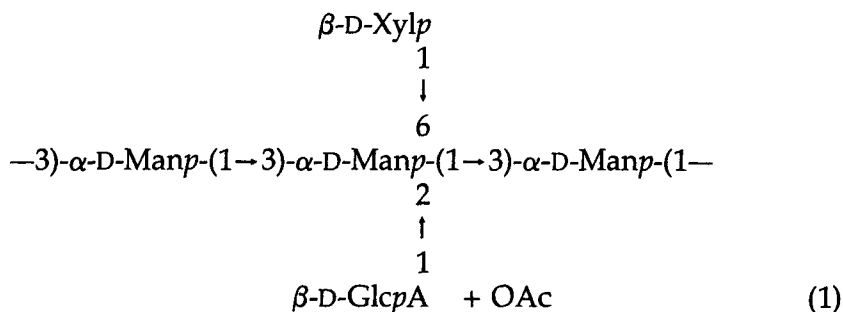 β-D-Xylp
1
↓
6
—3)-α-D-Manp-(1→3)-α-D-Manp-(1→3)-α-D-Manp-(1—
2
↑
1
β-D-GlcpA + OAc (1)